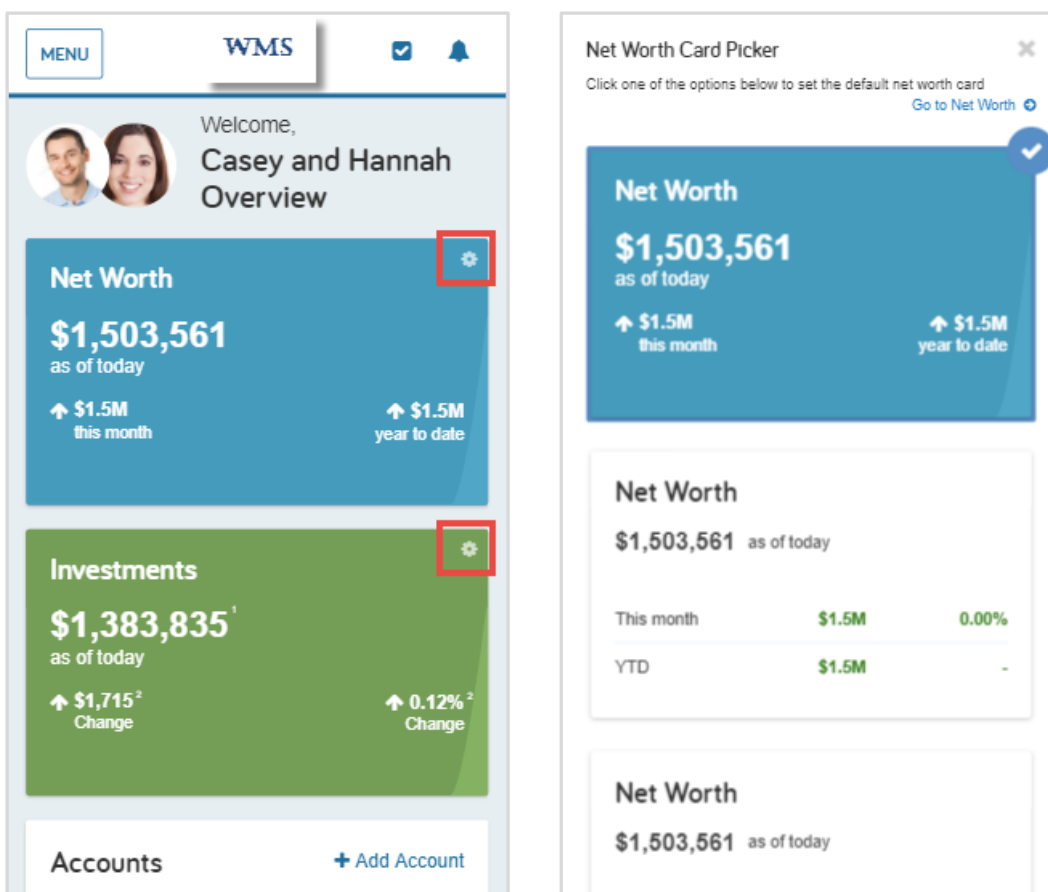 MENU
WMS
Welcome,
Casey and Hannah
Overview
Net Worth
$1,503,561
as of today
$1.5M
this month
$1.5M
year to date
Investments
$1,383,835¹
as of today
$1,715²
Change
0.12%²
Change
Accounts
+ Add Account
Net Worth Card Picker
Click one of the options below to set the default net worth card
Go to Net Worth
Net Worth
$1,503,561
as of today
$1.5M
this month
$1.5M
year to date
Net Worth
$1,503,561 as of today
This month $1.5M 0.00%
YTD $1.5M -
Net Worth
$1,503,561 as of today